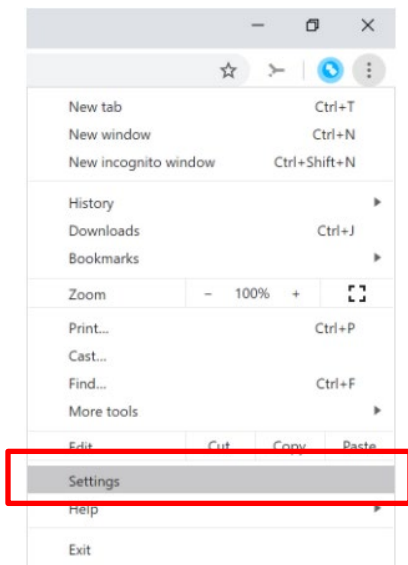 New tab Ctrl+T
New window Ctrl+N
New incognito window Ctrl+Shift+N
History
Downloads Ctrl+J
Bookmarks
Zoom - 100% +
Print... Ctrl+P
Cast...
Find... Ctrl+F
More tools
Edit Cut Copy Paste
Settings
Help
Exit